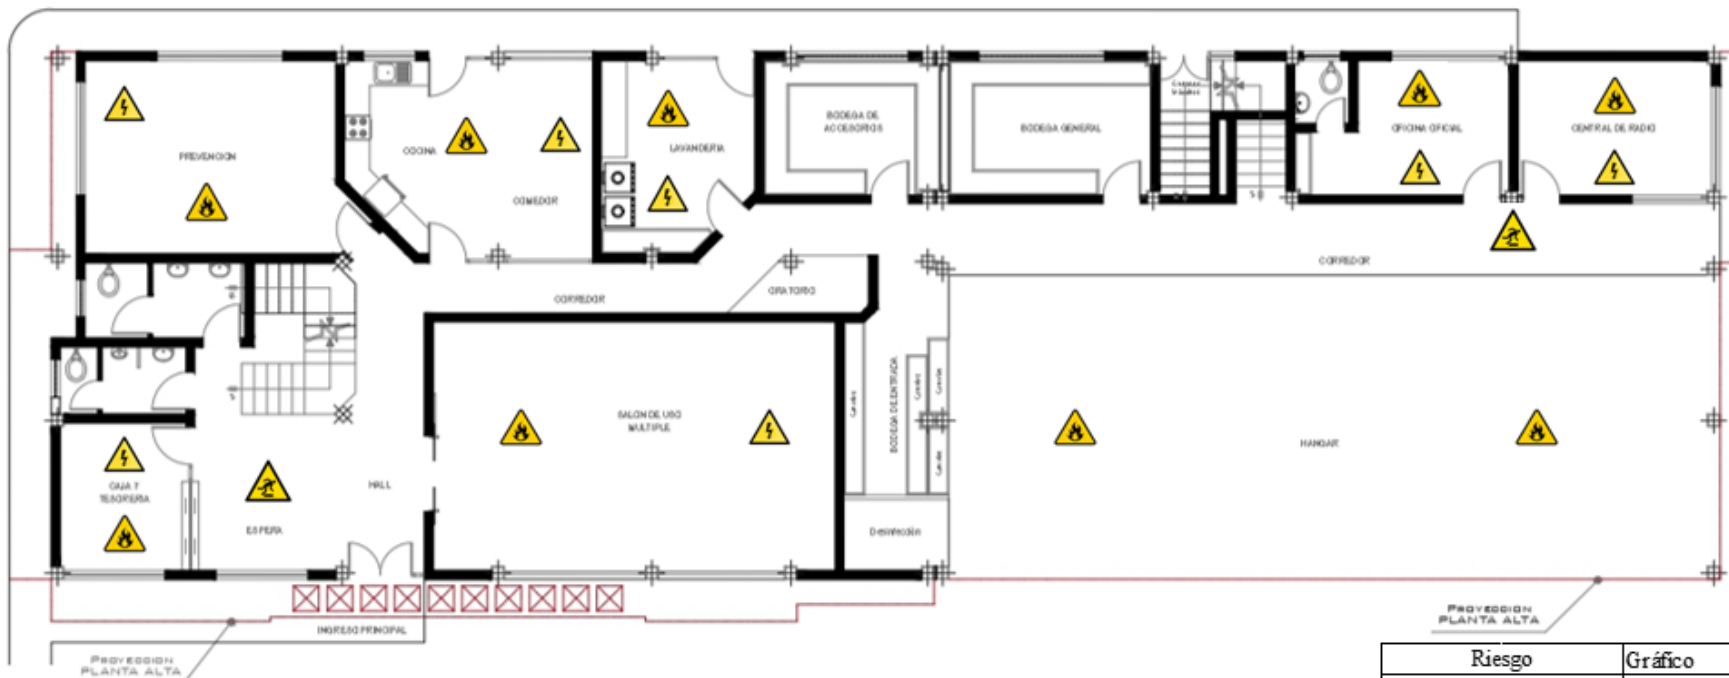 PREVENCIÓN
COCINA
COMEDOR
LAVANDERIA
BODEGA DE
ACCESORIOS
BODEGA GENERAL
OFICINA OFICIAL
CENTRAL DE RADIO
CORREDOR
CORREDOR
ORATORIO
BODEGA DE ENTRADA
SALON DE USO
MULTIPLE
HANGAR
CAJA Y
TESORERIA
ESPERA
HALL
Desinfección
INGRESO PRINCIPAL
PROYECCION
PLANTA ALTA
PROYECCION
PLANTA ALTA
Riesgo
Gráfico